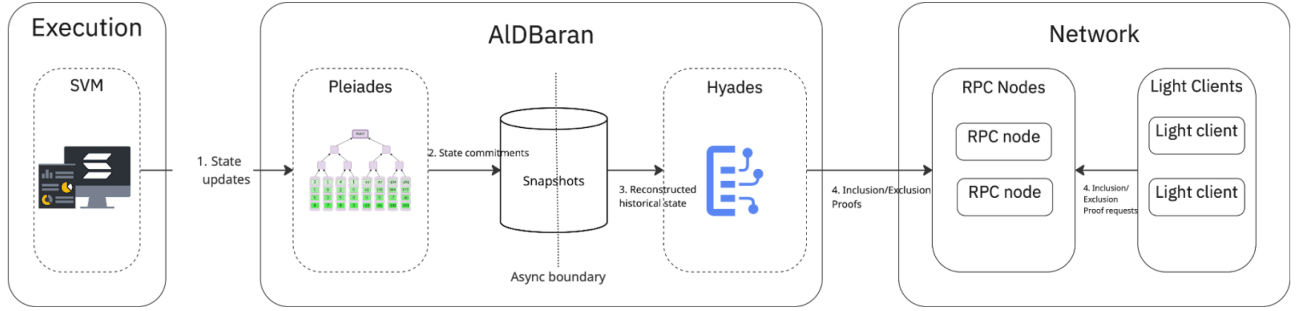 Execution
SVM
1. State
updates
AlDBaran
Pleiades
2. State commitments
Snapshots
Async boundary
3. Reconstructed
historical state
Hyades
4. Inclusion/Exclusion
Proofs
Network
RPC Nodes
RPC node
RPC node
4. Inclusion/
Exclusion
Proof requests
Light Clients
Light client
Light client